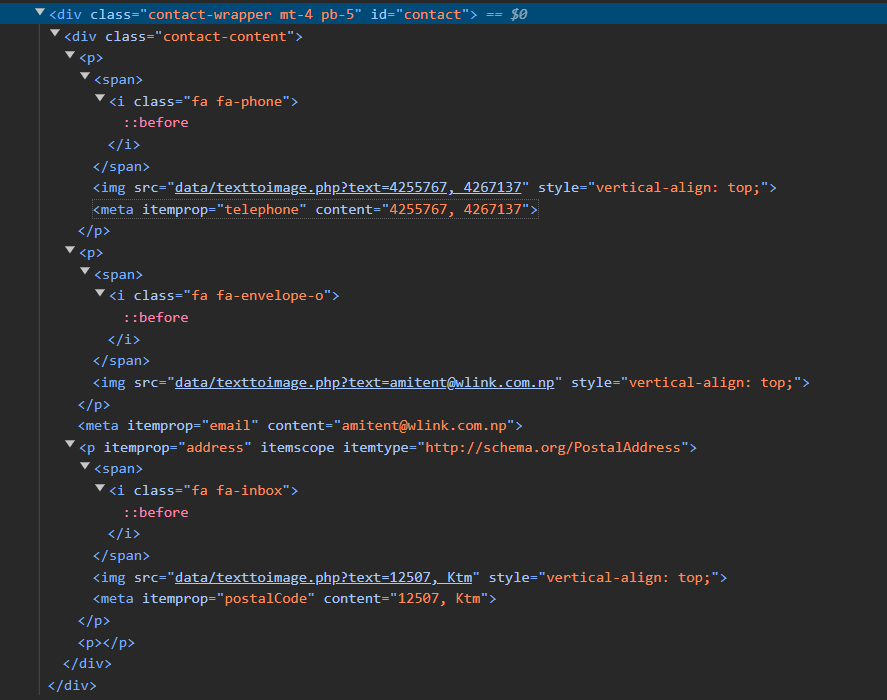 <div class="contact-wrapper mt-4 pb-5" id="contact"> == $0
<div class="contact-content">
<p>
<span>
<i class="fa fa-phone">
::before
</i>
</span>
<img src="data/texttoimage.php?text=4255767, 4267137" style="vertical-align: top;">
<meta itemprop="telephone" content="4255767, 4267137">
</p>
<p>
<span>
<i class="fa fa-envelope-o">
::before
</i>
</span>
<img src="data/texttoimage.php?text=amitent@wlink.com.np" style="vertical-align: top;">
</p>
<meta itemprop="email" content="amitent@wlink.com.np">
<p itemprop="address" itemscope itemtype="http://schema.org/PostalAddress">
<span>
<i class="fa fa-inbox">
::before
</i>
</span>
<img src="data/texttoimage.php?text=12507, Ktm" style="vertical-align: top;">
<meta itemprop="postalCode" content="12507, Ktm">
</p>
<p></p>
</div>
</div>